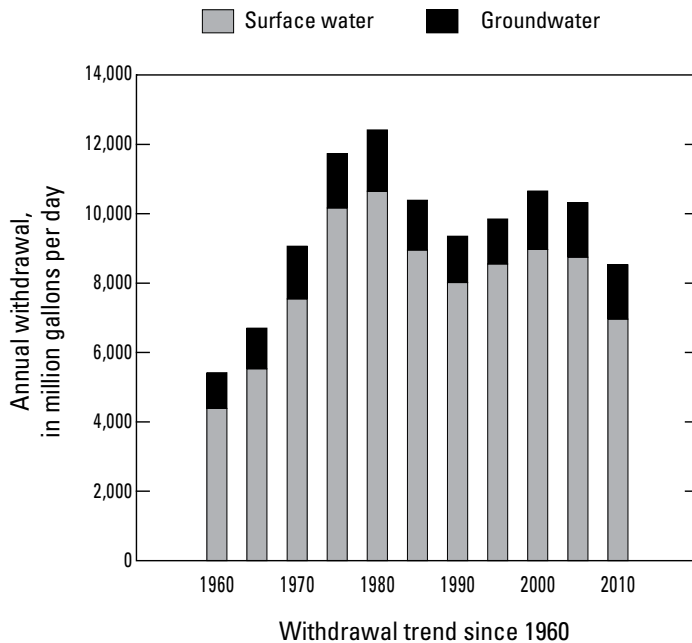 Surface water Groundwater
14,000
12,000
10,000
8,000
6,000
4,000
2,000
0
Annual withdrawal,
in million gallons per day
1960 1970 1980 1990 2000 2010
Withdrawal trend since 1960